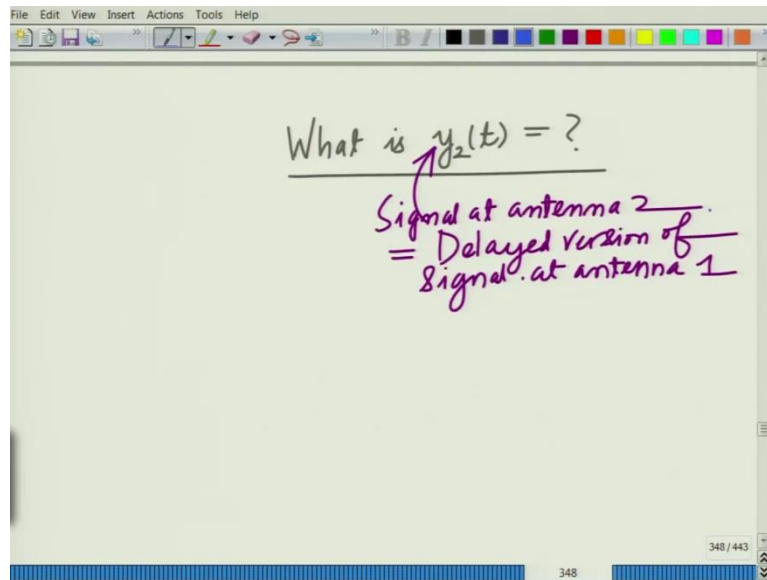 File Edit View Insert Actions Tools Help
B I
What is y₂(t) = ?
Signal at antenna 2
= Delayed version of
Signal at antenna 1
348 / 443
348